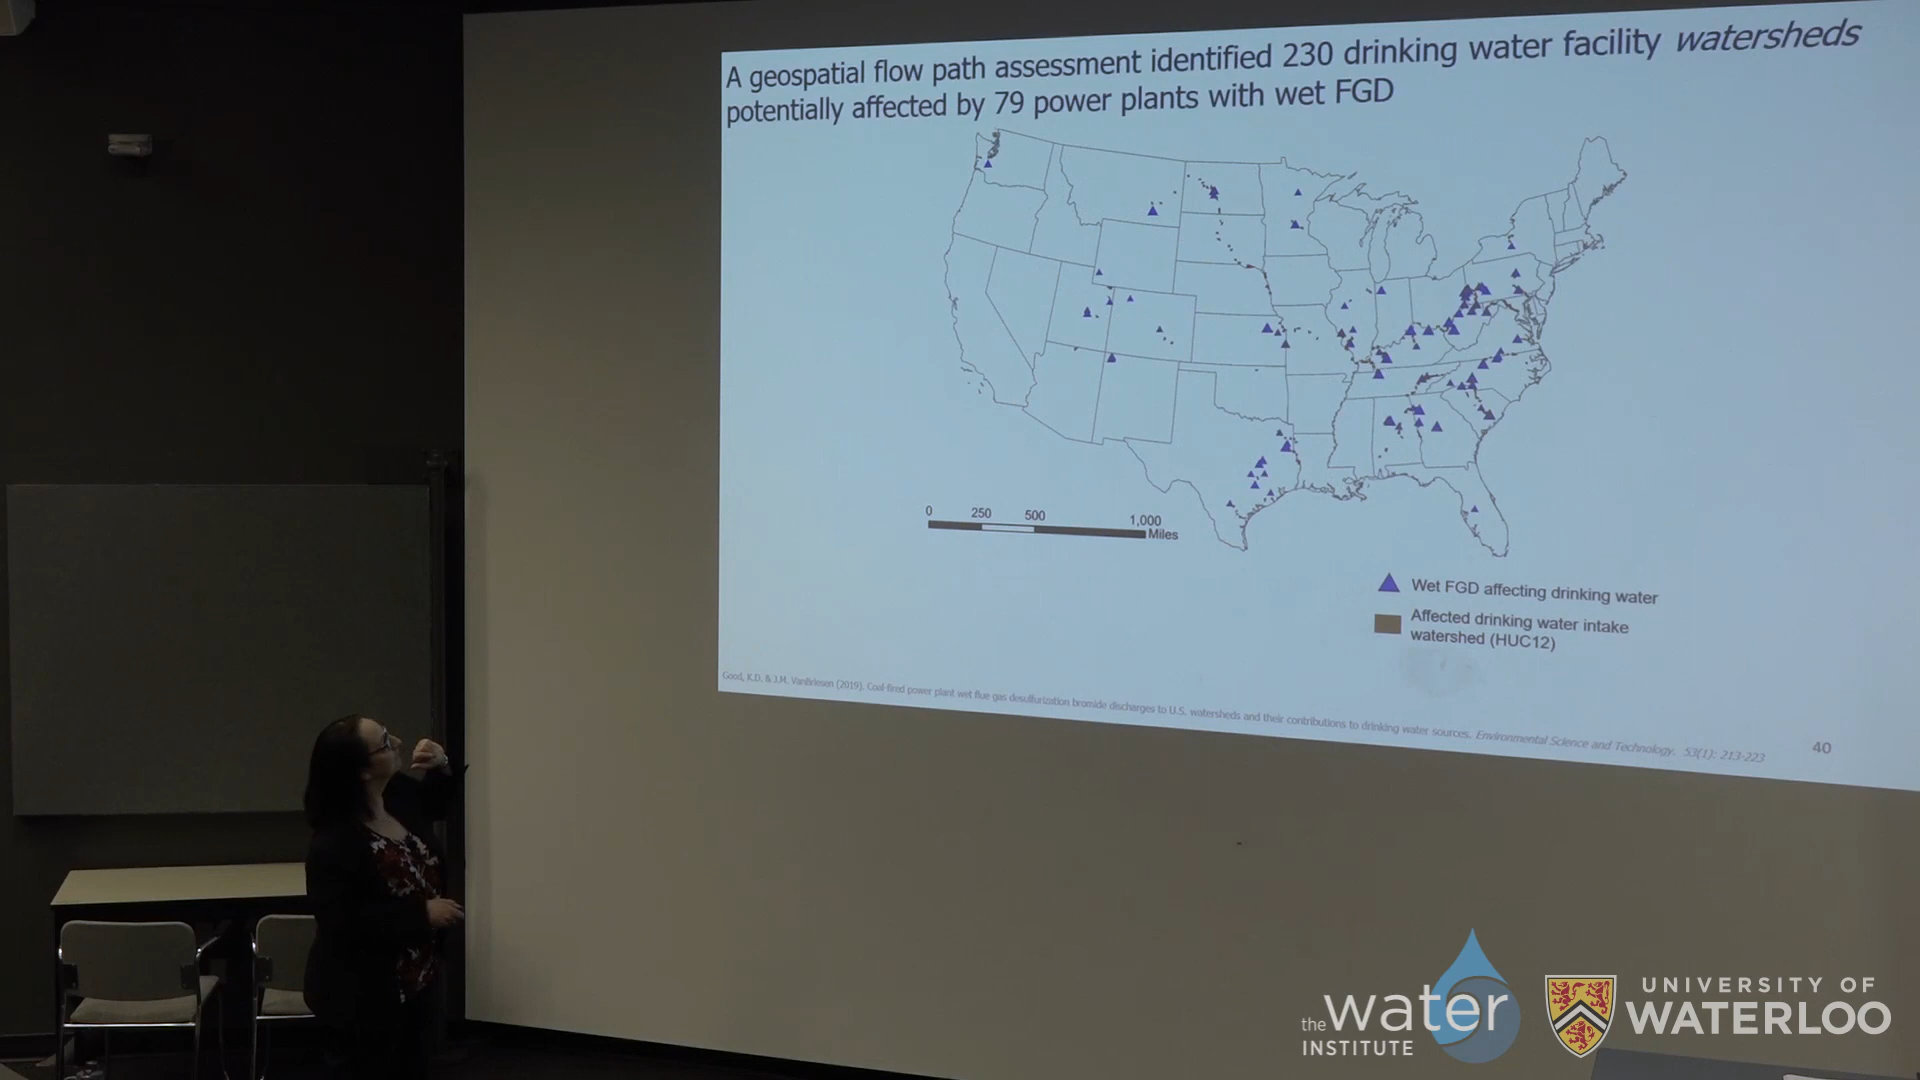 A geospatial flow path assessment identified 230 drinking water facility watersheds
potentially affected by 79 power plants with wet FGD
0 250 500 1,000
Miles
Wet FGD affecting drinking water
Affected drinking water intake
watershed (HUC12)
Good, K.D. & J.M. VanBriesen (2019). Coal-fired power plant wet flue gas desulfurization bromide discharges to U.S. watersheds and their contributions to drinking water sources. Environmental Science and Technology. 53(1): 213-223
40
the water
INSTITUTE
UNIVERSITY OF
WATERLOO